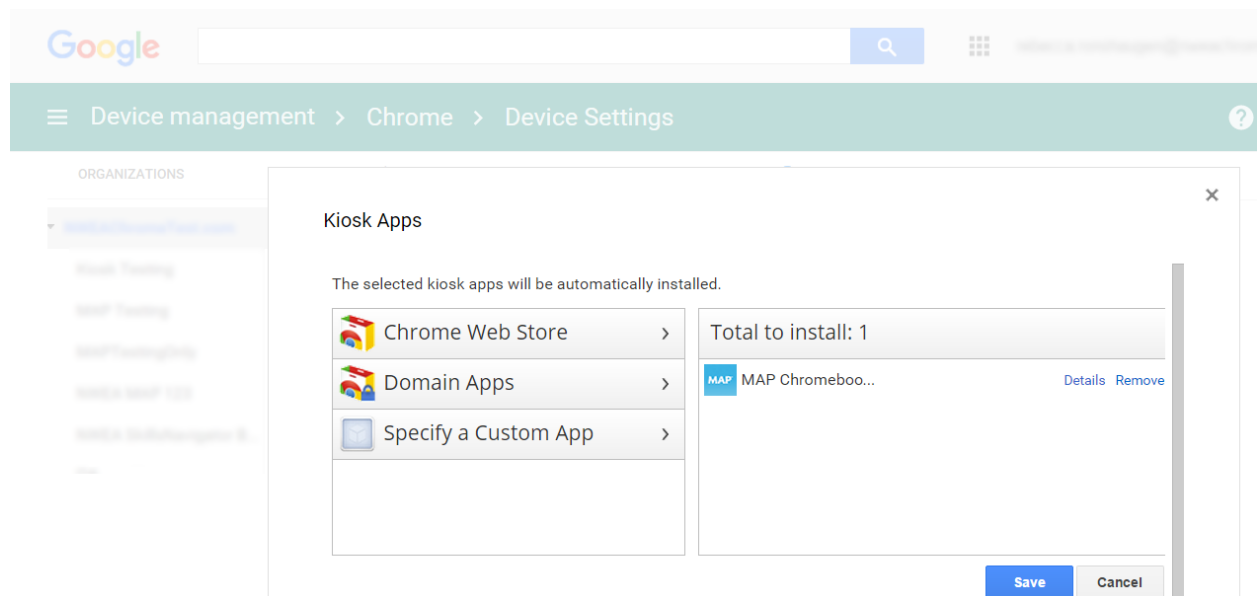 Google
Device management > Chrome > Device Settings
?
ORGANIZATIONS
×
Kiosk Apps
The selected kiosk apps will be automatically installed.
Chrome Web Store >
Total to install: 1
Domain Apps >
MAP MAP Chromeboo... Details Remove
Specify a Custom App >
Save Cancel